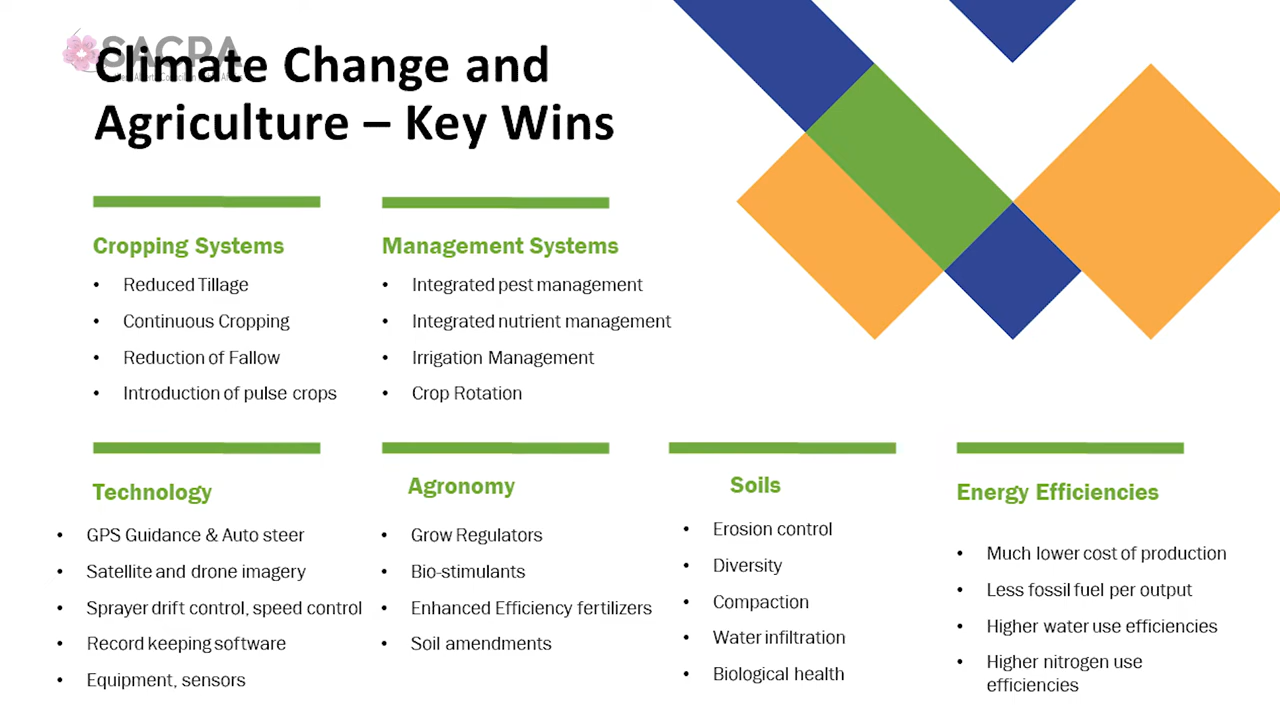 SACPA
Climate Change and
Agriculture – Key Wins
Cropping Systems
• Reduced Tillage
• Continuous Cropping
• Reduction of Fallow
• Introduction of pulse crops
Management Systems
• Integrated pest management
• Integrated nutrient management
• Irrigation Management
• Crop Rotation
Technology
• GPS Guidance & Auto steer
• Satellite and drone imagery
• Sprayer drift control, speed control
• Record keeping software
• Equipment, sensors
Agronomy
• Grow Regulators
• Bio-stimulants
• Enhanced Efficiency fertilizers
• Soil amendments
Soils
• Erosion control
• Diversity
• Compaction
• Water infiltration
• Biological health
Energy Efficiencies
• Much lower cost of production
• Less fossil fuel per output
• Higher water use efficiencies
• Higher nitrogen use
efficiencies